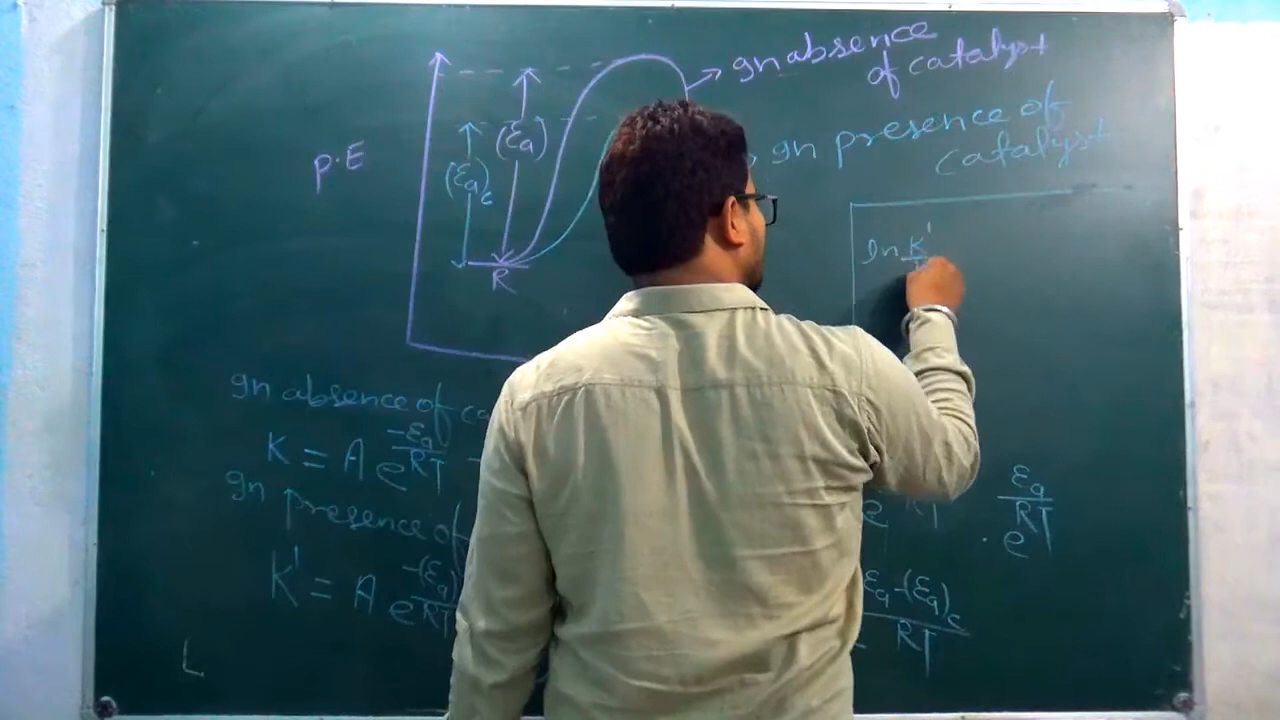 In absence
of catalyst
In presence of
catalyst
P.E
(Ea)
(Ea)c
R
ln K'
In absence of
K = A e -Ea/RT
In presence of
K' = A e -(Ea)/RT
e RT . e Ea/RT
Ea-(Ea)c
RT
L